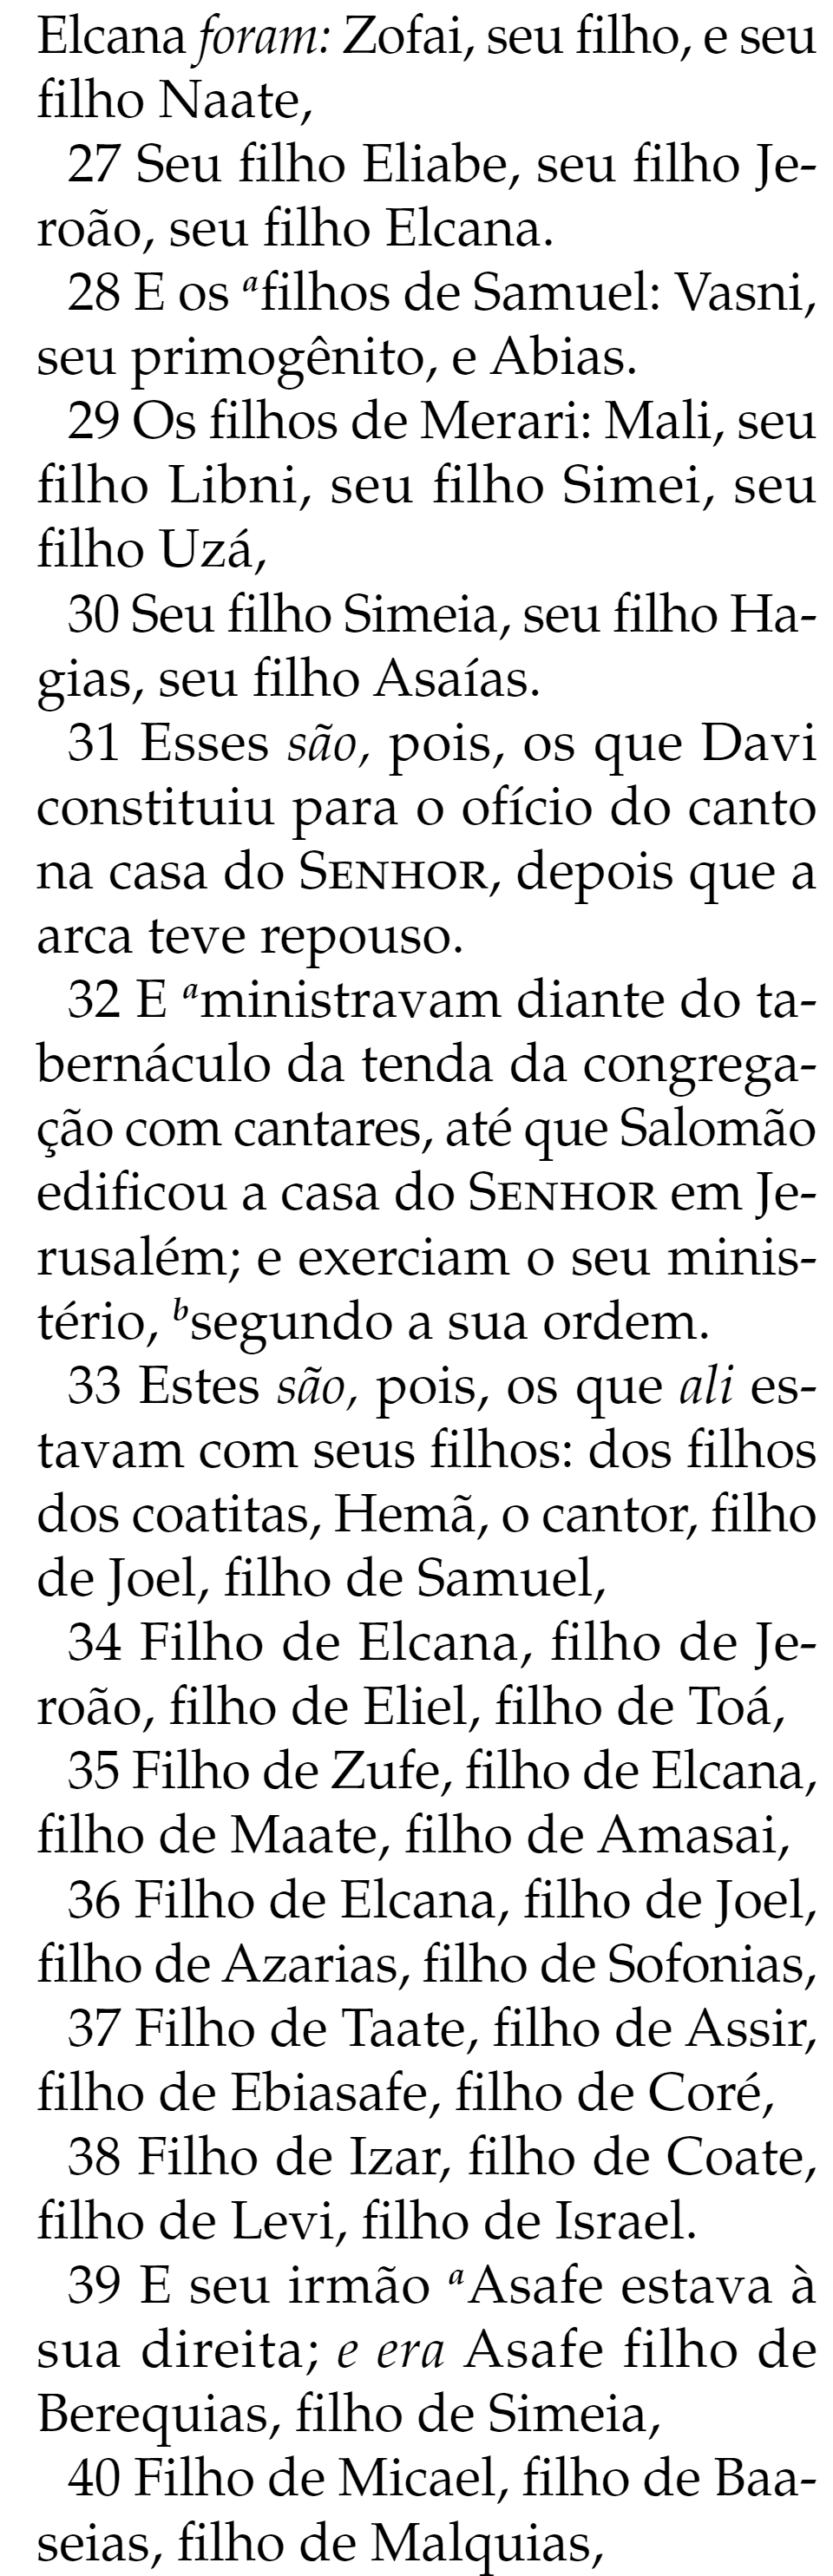 Elcana foram: Zofai, seu filho, e seu
filho Naate,
27 Seu filho Eliabe, seu filho Je-
roão, seu filho Elcana.
28 E os ᵃfilhos de Samuel: Vasni,
seu primogênito, e Abias.
29 Os filhos de Merari: Mali, seu
filho Libni, seu filho Simei, seu
filho Uzá,
30 Seu filho Simeia, seu filho Ha-
gias, seu filho Asaías.
31 Esses são, pois, os que Davi
constituiu para o ofício do canto
na casa do SENHOR, depois que a
arca teve repouso.
32 E ᵃministravam diante do ta-
bernáculo da tenda da congrega-
ção com cantares, até que Salomão
edificou a casa do SENHOR em Je-
rusalém; e exerciam o seu minis-
tério, ᵇsegundo a sua ordem.
33 Estes são, pois, os que ali es-
tavam com seus filhos: dos filhos
dos coatitas, Hemã, o cantor, filho
de Joel, filho de Samuel,
34 Filho de Elcana, filho de Je-
roão, filho de Eliel, filho de Toá,
35 Filho de Zufe, filho de Elcana,
filho de Maate, filho de Amasai,
36 Filho de Elcana, filho de Joel,
filho de Azarias, filho de Sofonias,
37 Filho de Taate, filho de Assir,
filho de Ebiasafe, filho de Coré,
38 Filho de Izar, filho de Coate,
filho de Levi, filho de Israel.
39 E seu irmão ᵃAsafe estava à
sua direita; e era Asafe filho de
Berequias, filho de Simeia,
40 Filho de Micael, filho de Baa-
seias, filho de Malquias,